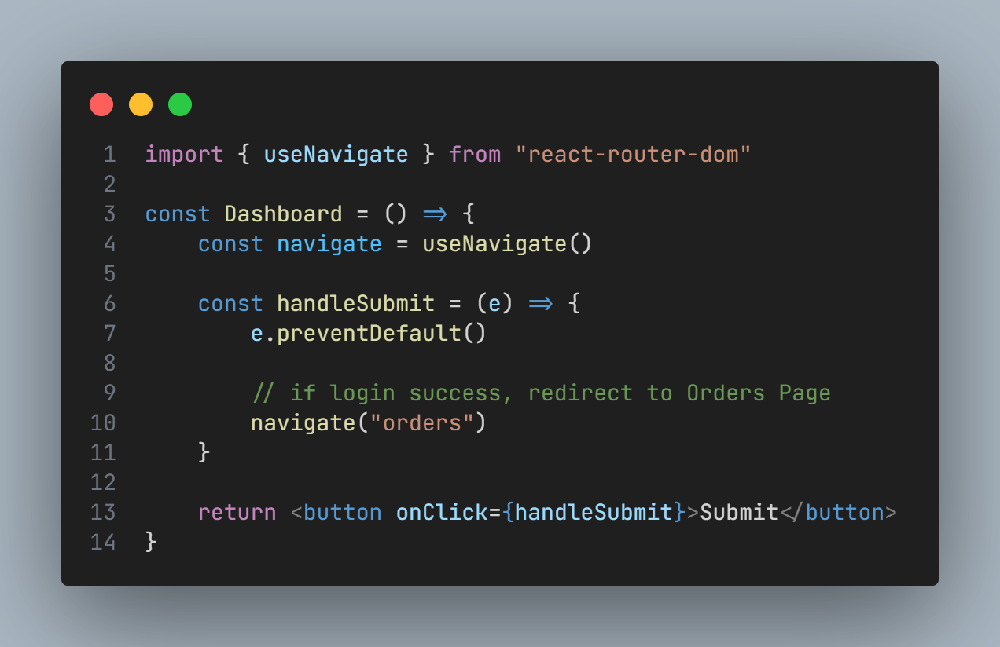 1 import { useNavigate } from "react-router-dom"
2
3 const Dashboard = () => {
4     const navigate = useNavigate()
5
6     const handleSubmit = (e) => {
7         e.preventDefault()
8
9         // if login success, redirect to Orders Page
10         navigate("orders")
11     }
12
13     return <button onClick={handleSubmit}>Submit</button>
14 }